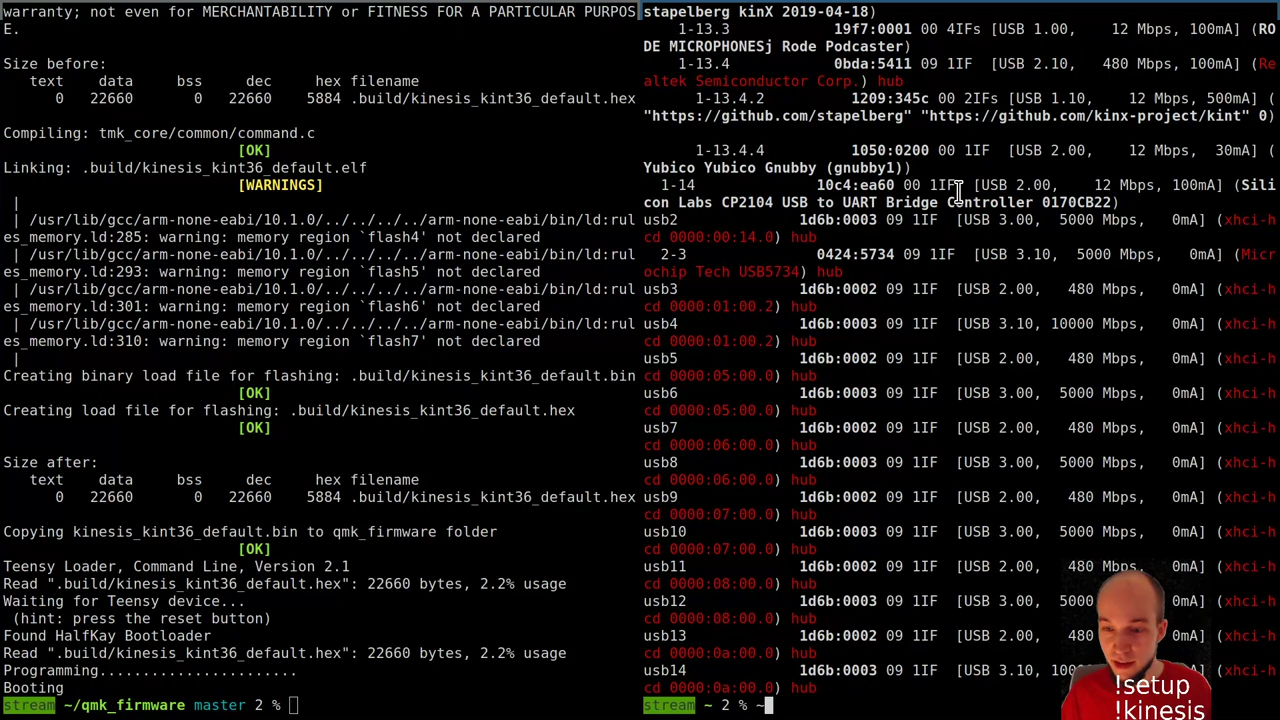 warranty; not even for MERCHANTABILITY or FITNESS FOR A PARTICULAR PURPOS
E.
Size before:
   text    data     bss     dec     hex filename
      0   22660       0   22660    5884 .build/kinesis_kint36_default.hex
Compiling: tmk_core/common/command.c
[OK]
Linking: .build/kinesis_kint36_default.elf
[WARNINGS]
|
| /usr/lib/gcc/arm-none-eabi/10.1.0/../../../../arm-none-eabi/bin/ld:rul
es_memory.ld:285: warning: memory region `flash4' not declared
| /usr/lib/gcc/arm-none-eabi/10.1.0/../../../../arm-none-eabi/bin/ld:rul
es_memory.ld:293: warning: memory region `flash5' not declared
| /usr/lib/gcc/arm-none-eabi/10.1.0/../../../../arm-none-eabi/bin/ld:rul
es_memory.ld:301: warning: memory region `flash6' not declared
| /usr/lib/gcc/arm-none-eabi/10.1.0/../../../../arm-none-eabi/bin/ld:rul
es_memory.ld:310: warning: memory region `flash7' not declared
|
Creating binary load file for flashing: .build/kinesis_kint36_default.bin
[OK]
Creating load file for flashing: .build/kinesis_kint36_default.hex
[OK]
Size after:
   text    data     bss     dec     hex filename
      0   22660       0   22660    5884 .build/kinesis_kint36_default.hex
Copying kinesis_kint36_default.bin to qmk_firmware folder
[OK]
Teensy Loader, Command Line, Version 2.1
Read ".build/kinesis_kint36_default.hex": 22660 bytes, 2.2% usage
Waiting for Teensy device...
 (hint: press the reset button)
Found HalfKay Bootloader
Read ".build/kinesis_kint36_default.hex": 22660 bytes, 2.2% usage
Programming.......................
Booting
stream ~/qmk_firmware master 2 %
stapelberg kinX 2019-04-18)
1-13.3 19f7:0001 00 4IFs [USB 1.00, 12 Mbps, 100mA] (RO
DE MICROPHONESj Rode Podcaster)
1-13.4 0bda:5411 09 1IF [USB 2.10, 480 Mbps, 100mA] (Re
altek Semiconductor Corp.) hub
1-13.4.2 1209:345c 00 2IFs [USB 1.10, 12 Mbps, 500mA] (
"https://github.com/stapelberg" "https://github.com/kinx-project/kint" 0)
1-13.4.4 1050:0200 00 1IF [USB 2.00, 12 Mbps, 30mA] (
Yubico Yubico Gnubby (gnubby1))
1-14 10c4:ea60 00 1IF [USB 2.00, 12 Mbps, 100mA] (Sili
con Labs CP2104 USB to UART Bridge Controller 0170CB22)
usb2 1d6b:0003 09 1IF [USB 3.00, 5000 Mbps, 0mA] (xhci-h
cd 0000:00:14.0) hub
2-3 0424:5734 09 1IF [USB 3.10, 5000 Mbps, 0mA] (Micr
ochip Tech USB5734) hub
usb3 1d6b:0002 09 1IF [USB 2.00, 480 Mbps, 0mA] (xhci-h
cd 0000:01:00.2) hub
usb4 1d6b:0003 09 1IF [USB 3.10, 10000 Mbps, 0mA] (xhci-h
cd 0000:01:00.2) hub
usb5 1d6b:0002 09 1IF [USB 2.00, 480 Mbps, 0mA] (xhci-h
cd 0000:05:00.0) hub
usb6 1d6b:0003 09 1IF [USB 3.00, 5000 Mbps, 0mA] (xhci-h
cd 0000:05:00.0) hub
usb7 1d6b:0002 09 1IF [USB 2.00, 480 Mbps, 0mA] (xhci-h
cd 0000:06:00.0) hub
usb8 1d6b:0003 09 1IF [USB 3.00, 5000 Mbps, 0mA] (xhci-h
cd 0000:06:00.0) hub
usb9 1d6b:0002 09 1IF [USB 2.00, 480 Mbps, 0mA] (xhci-h
cd 0000:07:00.0) hub
usb10 1d6b:0003 09 1IF [USB 3.00, 5000 Mbps, 0mA] (xhci-h
cd 0000:07:00.0) hub
usb11 1d6b:0002 09 1IF [USB 2.00, 480 Mbps, 0mA] (xhci-h
cd 0000:08:00.0) hub
usb12 1d6b:0003 09 1IF [USB 3.00, 0mA] (xhci-h
cd 0000:08:00.0) hub
usb13 1d6b:0002 09 1IF [USB 2.00, 480 0mA] (xhci-h
cd 0000:0a:00.0) hub
usb14 1d6b:0003 09 1IF [USB 3.10, 0mA] (xhci-h
cd 0000:0a:00.0) hub
stream ~ 2 % ~
!setup
!kinesis